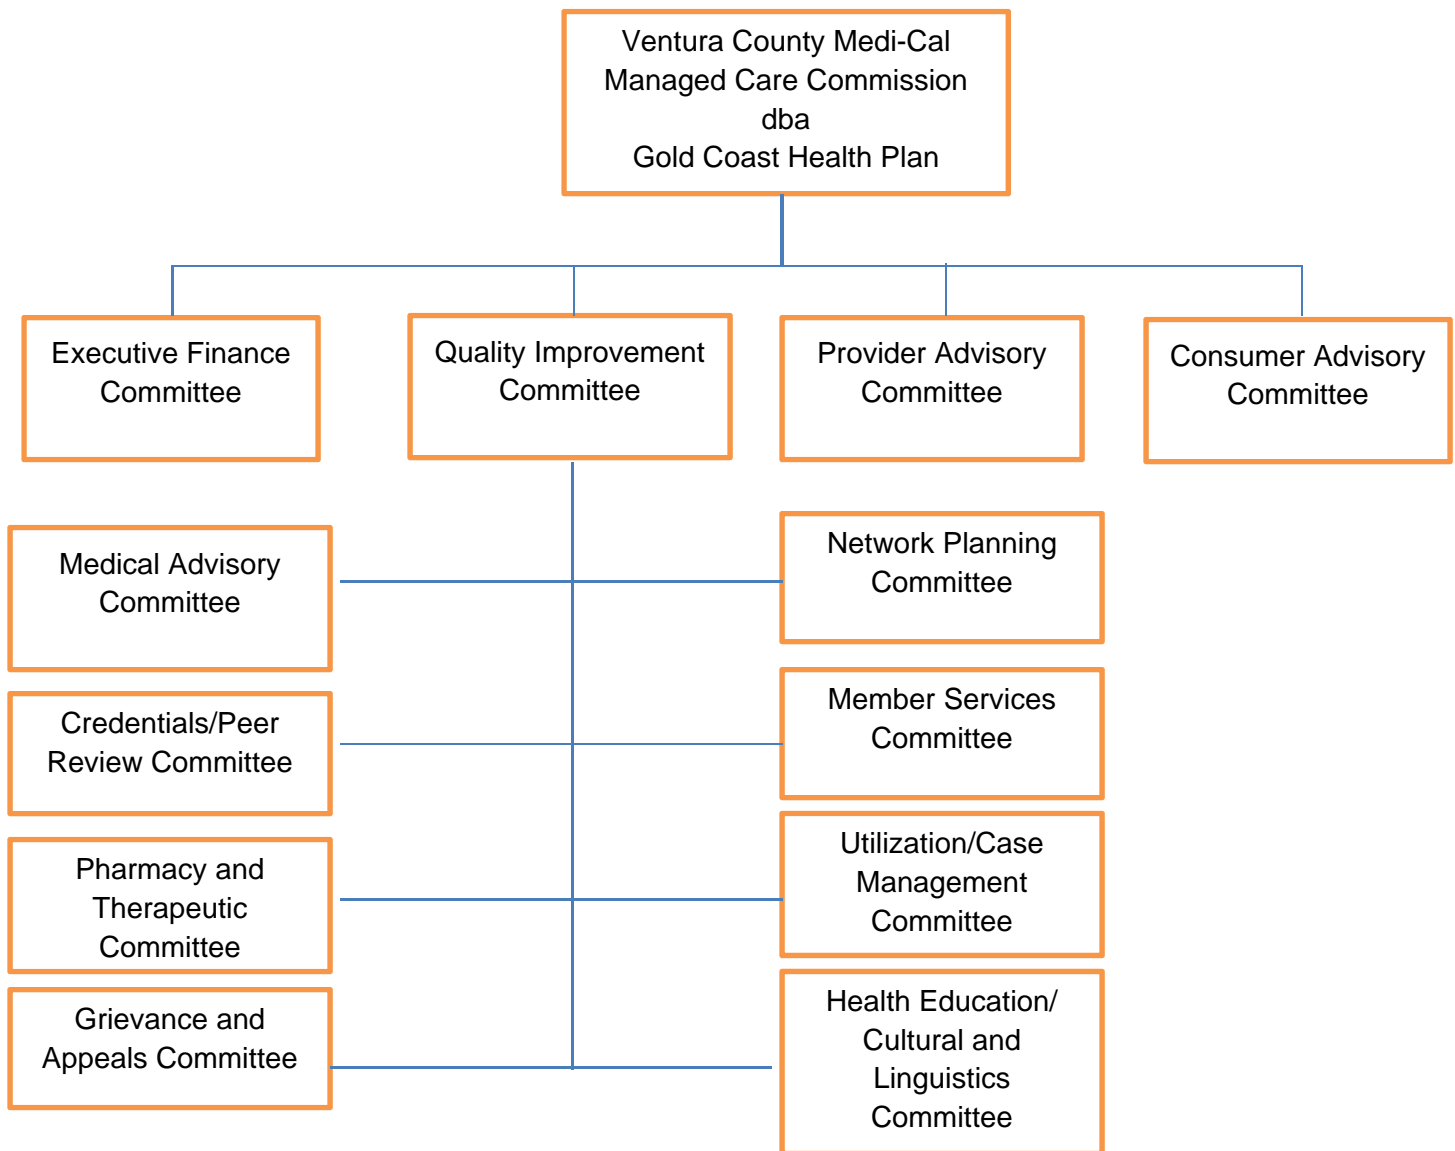 Ventura County Medi-Cal
Managed Care Commission
dba
Gold Coast Health Plan
Executive Finance
Committee
Quality Improvement
Committee
Provider Advisory
Committee
Consumer Advisory
Committee
Medical Advisory
Committee
Network Planning
Committee
Credentials/Peer
Review Committee
Member Services
Committee
Pharmacy and
Therapeutic
Committee
Utilization/Case
Management
Committee
Grievance and
Appeals Committee
Health Education/
Cultural and
Linguistics
Committee